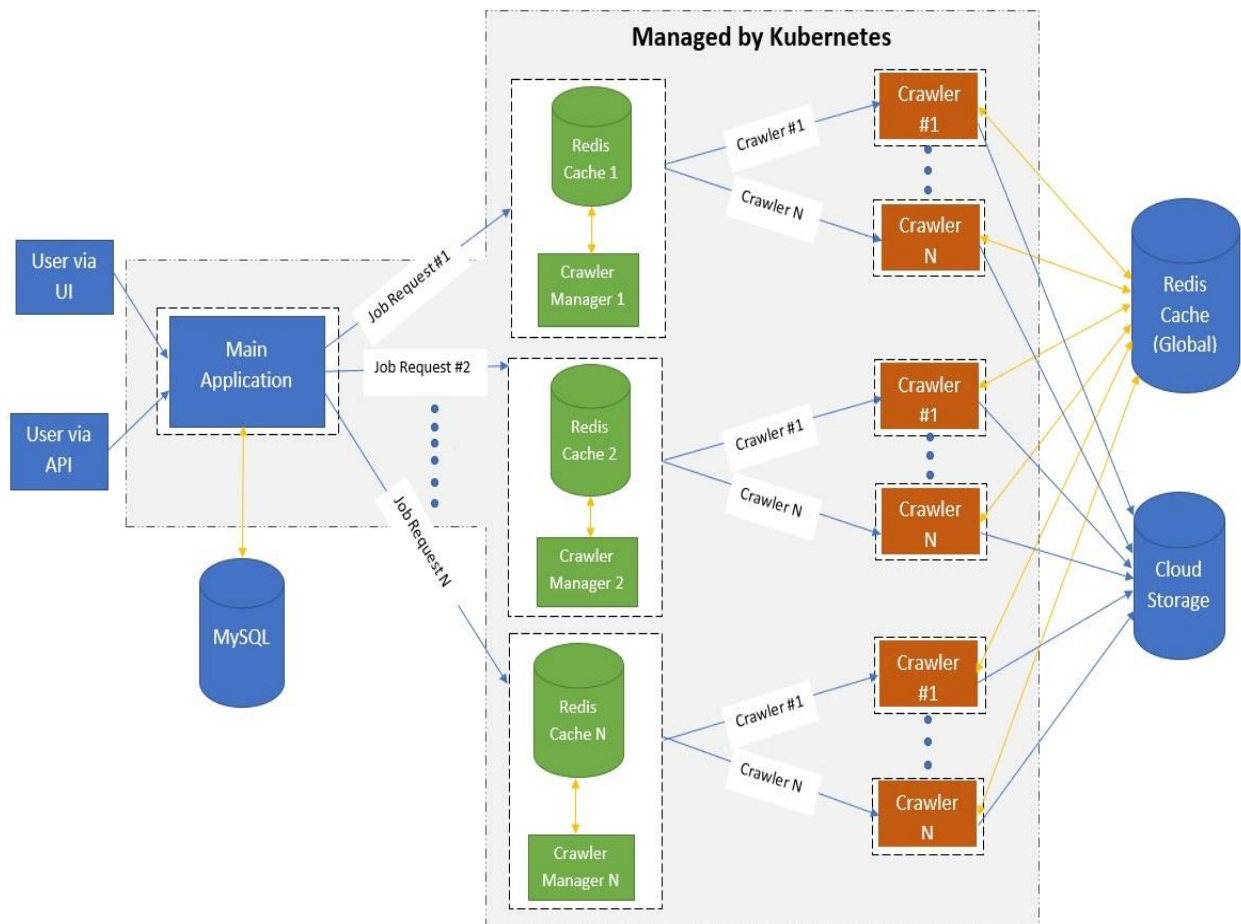 Managed by Kubernetes
User via
UI
User via
API
Main
Application
MySQL
Job Request #1
Job Request #2
Job Request N
Redis
Cache 1
Crawler
Manager 1
Crawler #1
Crawler N
Crawler
#1
Crawler
N
Redis
Cache 2
Crawler
Manager 2
Crawler #1
Crawler N
Crawler
#1
Crawler
N
Redis
Cache N
Crawler
Manager N
Crawler #1
Crawler N
Crawler
#1
Crawler
N
Redis
Cache
(Global)
Cloud
Storage